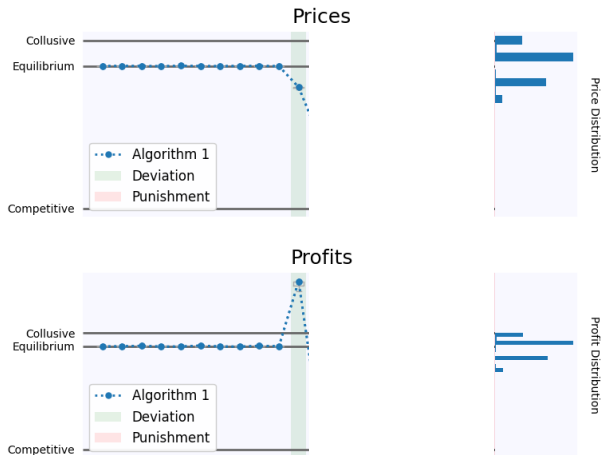 Prices
Collusive
Equilibrium
Algorithm 1
Deviation
Punishment
Competitive
Price Distribution
Profits
Collusive
Equilibrium
Algorithm 1
Deviation
Punishment
Competitive
Profit Distribution